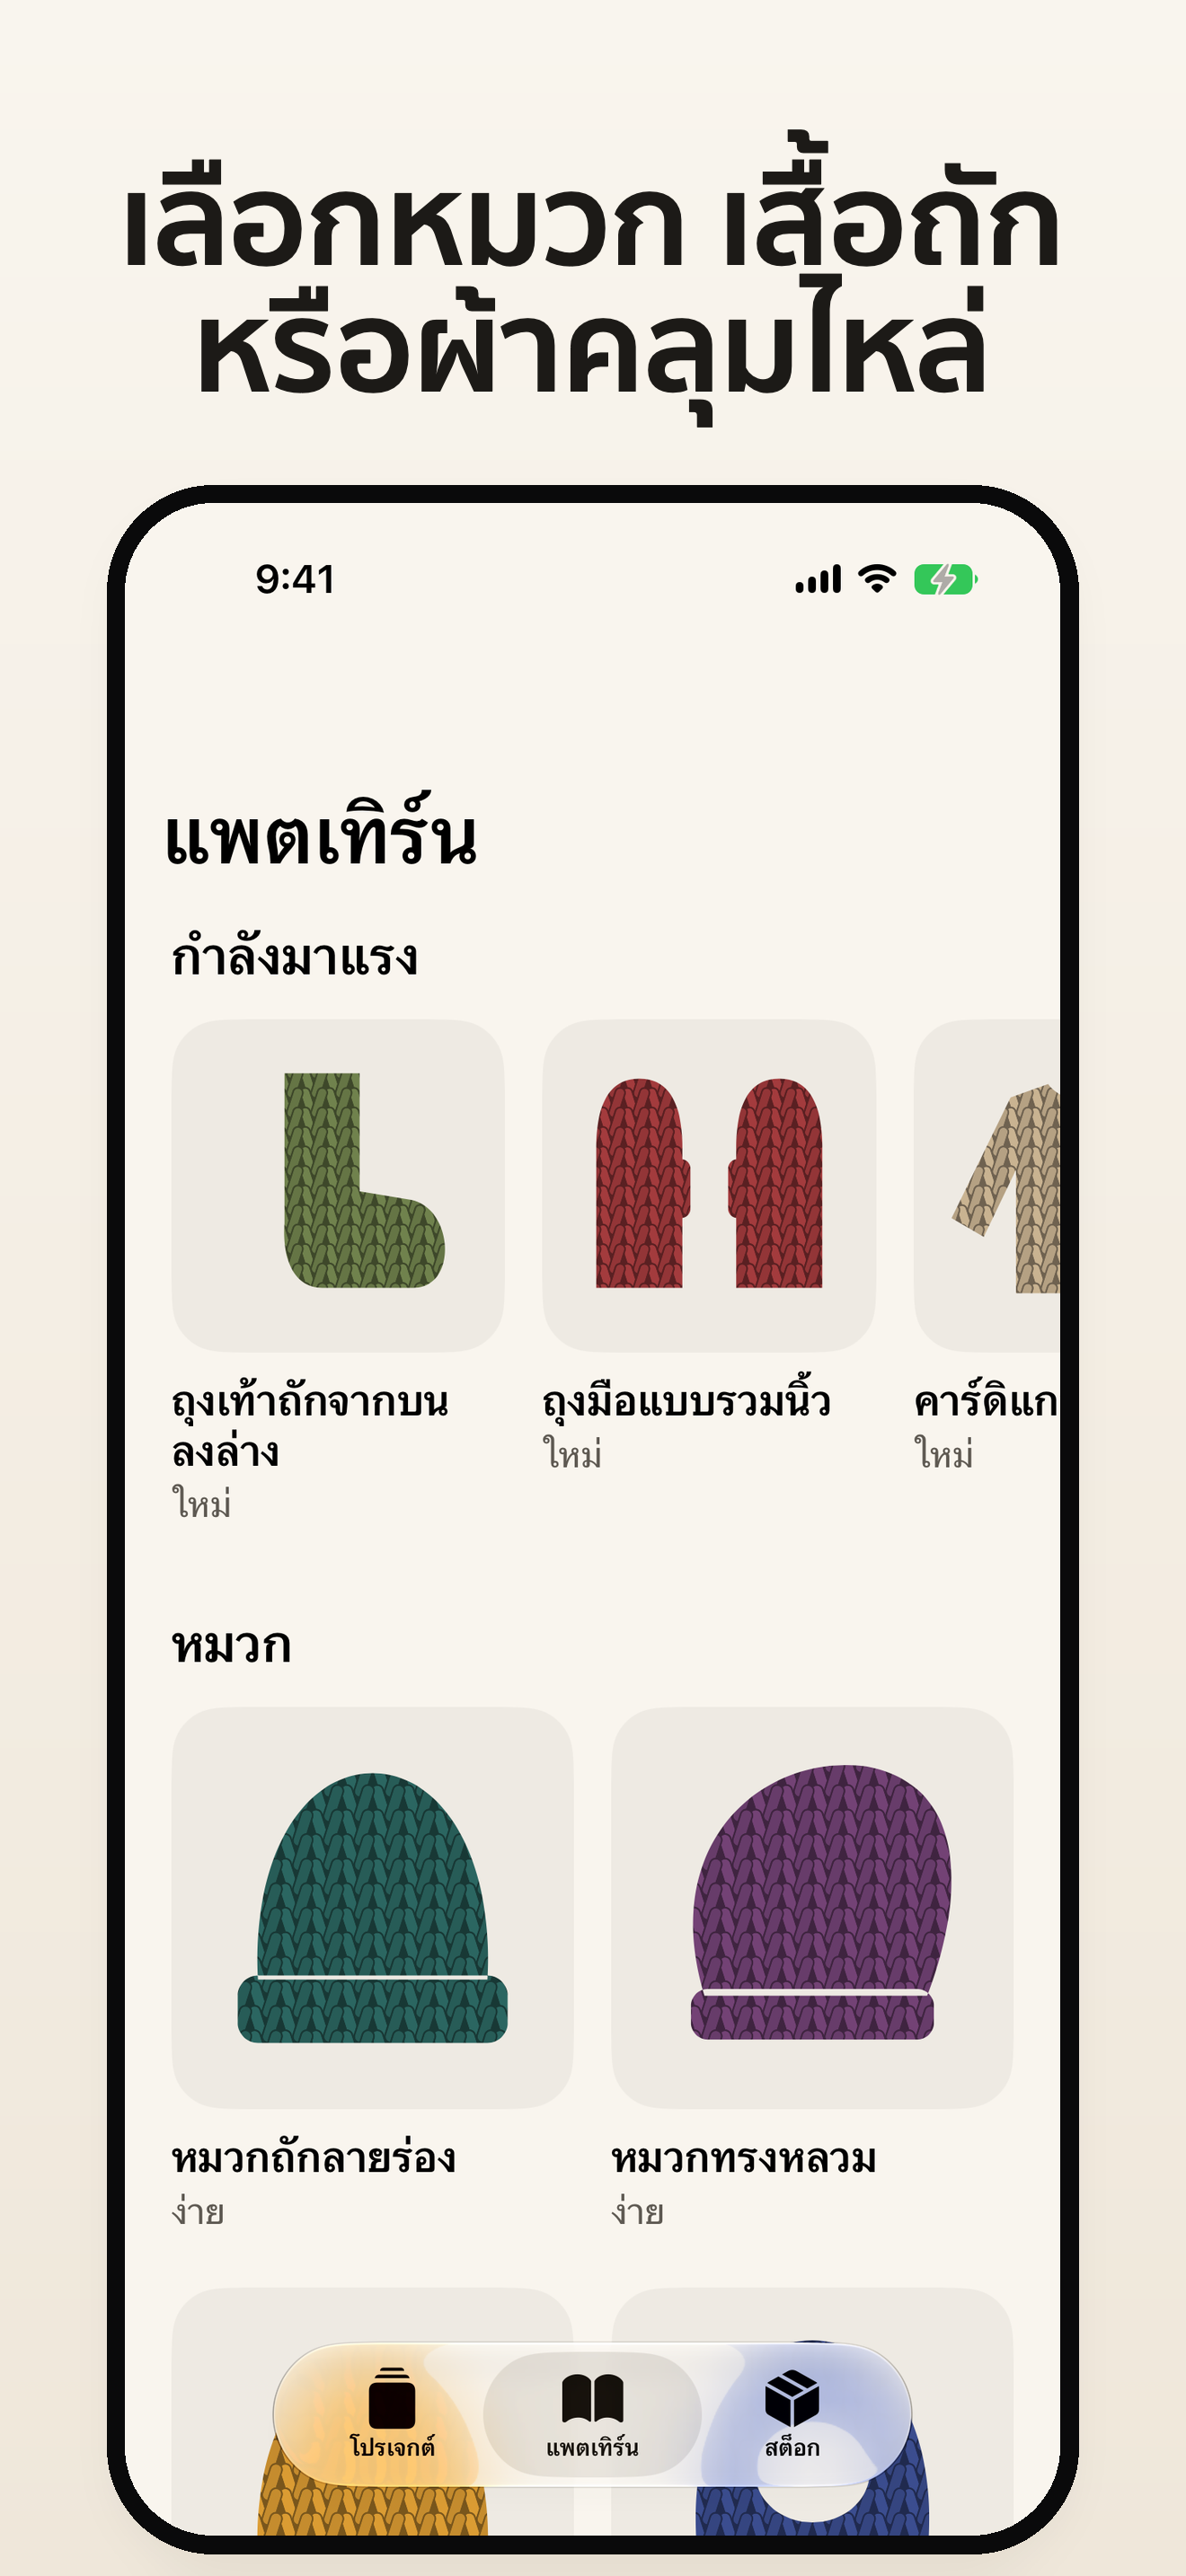 เลือกหมวก เสื้อถัก
หรือผ้าคลุมไหล่
9:41
แพตเทิร์น
กำลังมาแรง
ถุงเท้าถักจากบน
ลงล่าง
ใหม่
ถุงมือแบบรวมนิ้ว
ใหม่
คาร์ดิแก
ใหม่
หมวก
หมวกถักลายร่อง
ง่าย
หมวกทรงหลวม
ง่าย
โปรเจกต์
แพตเทิร์น
สต็อก